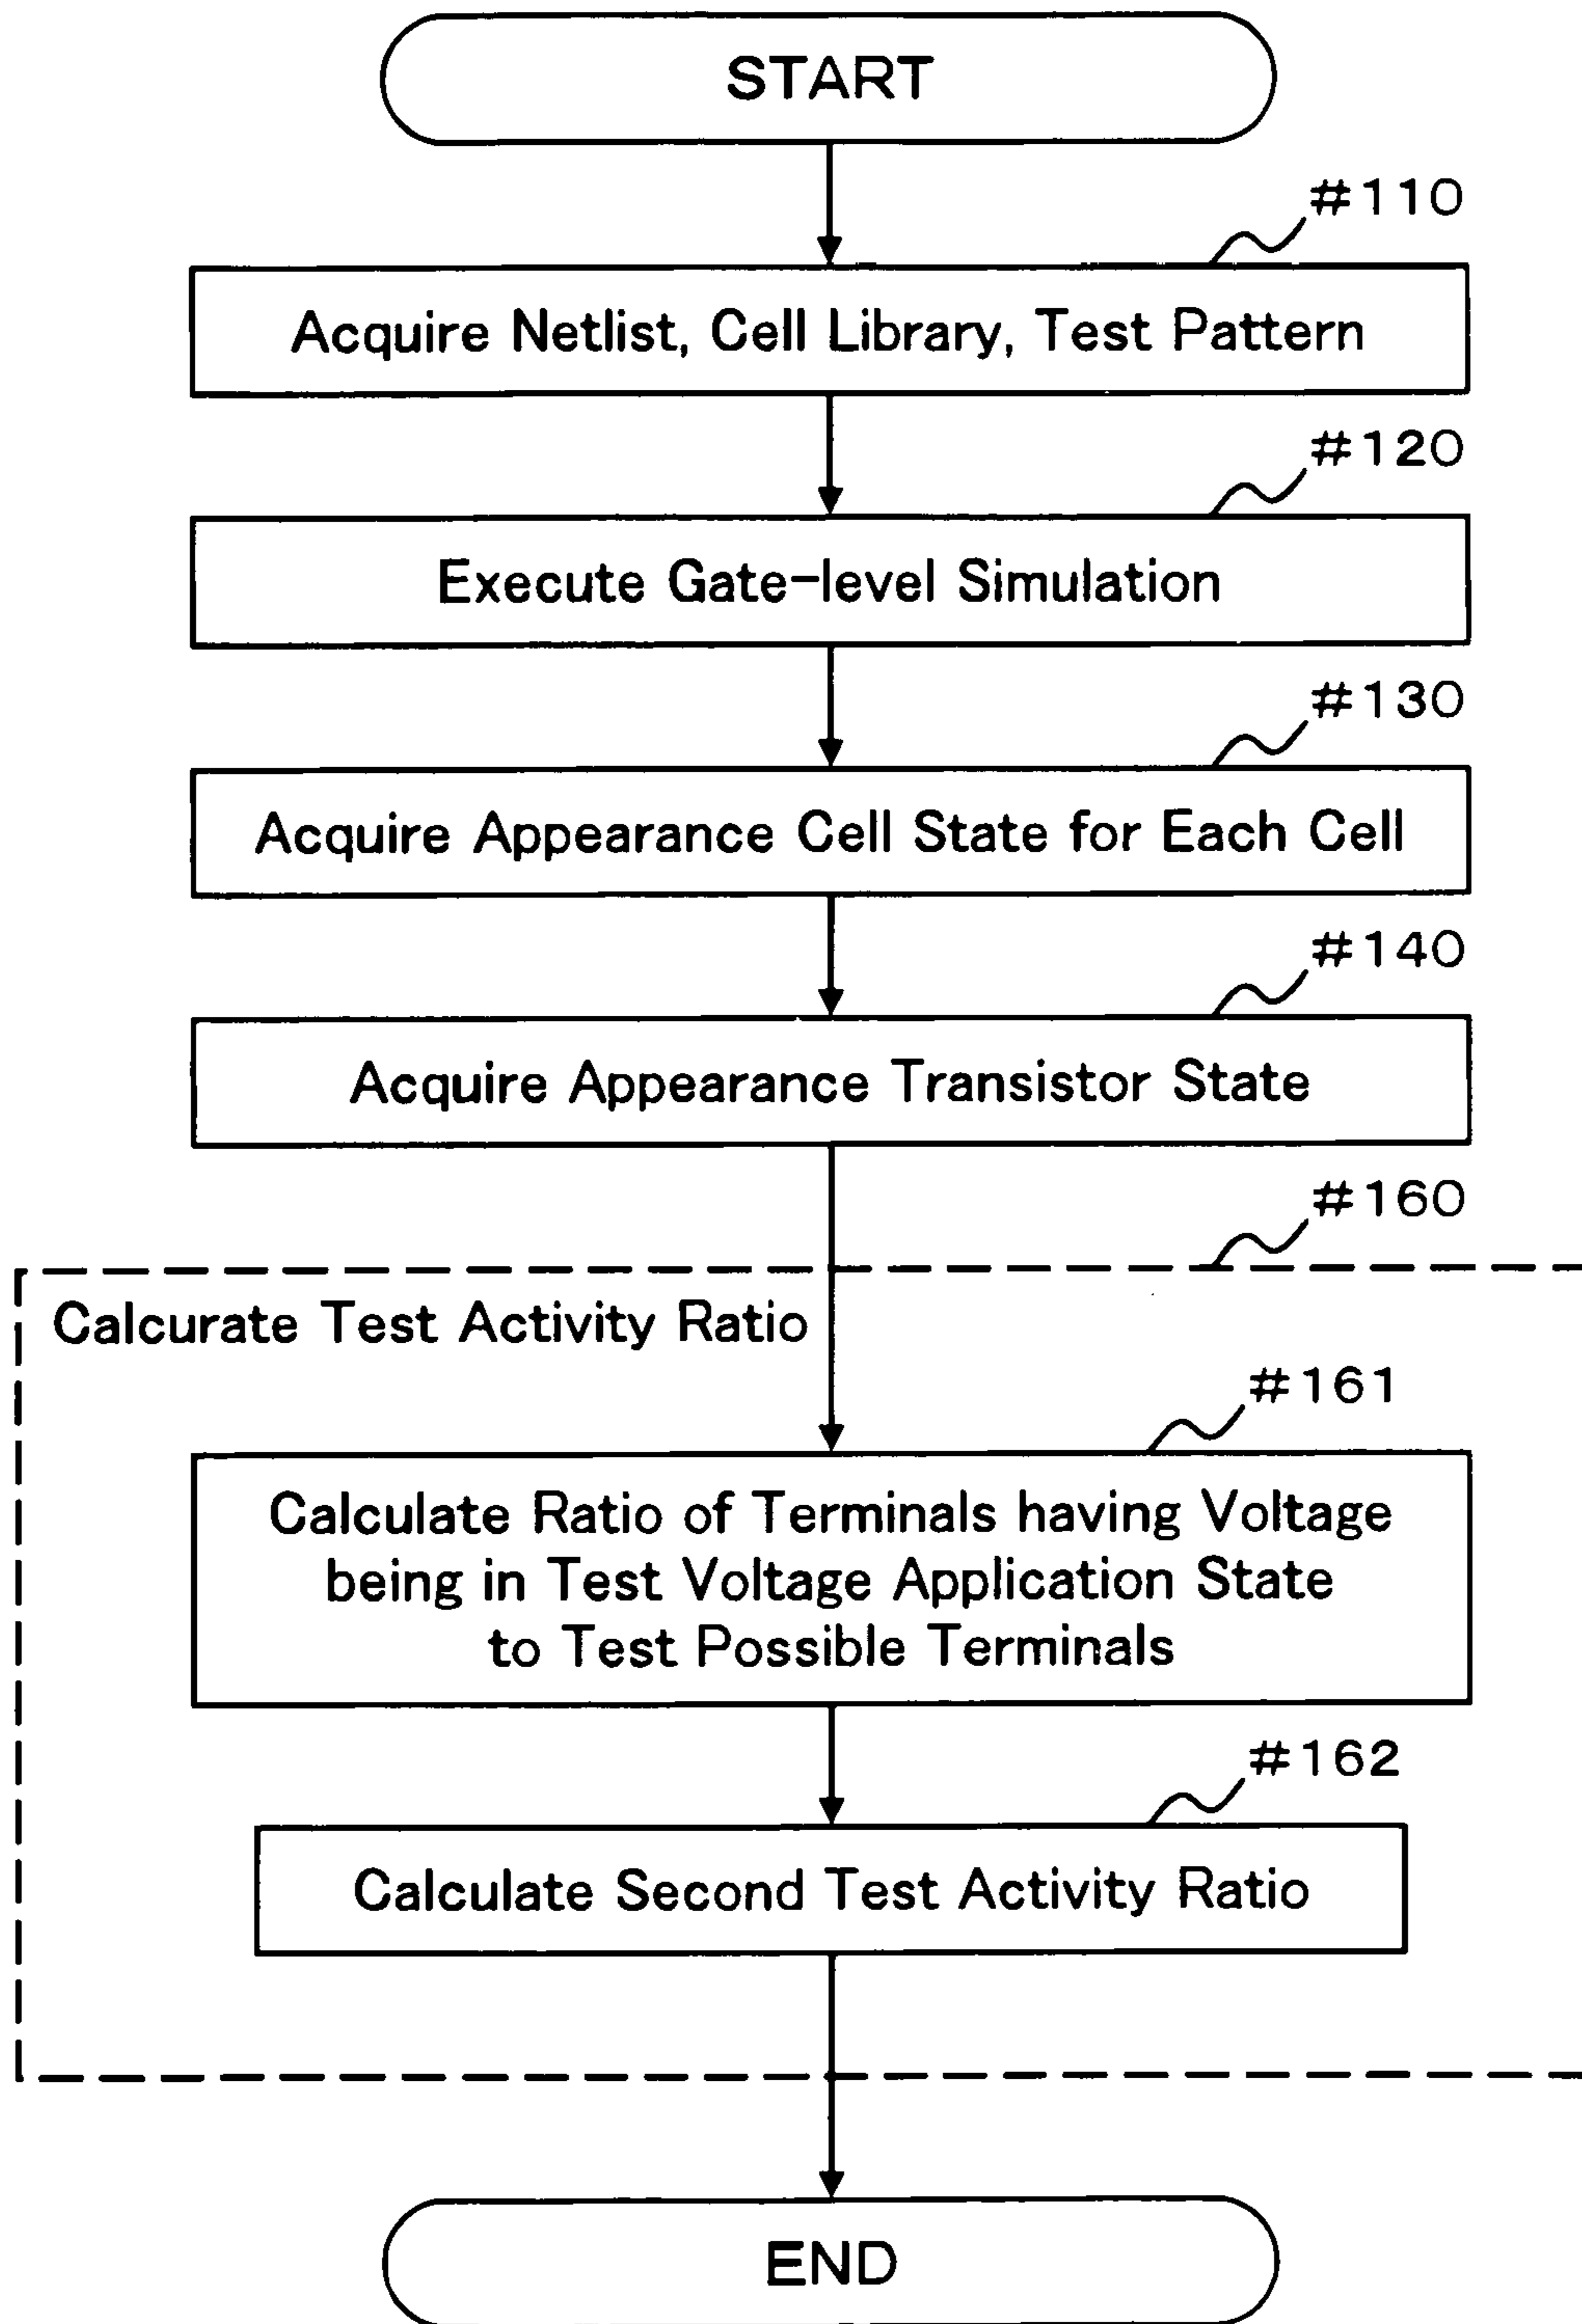 START
#110
Acquire Netlist, Cell Library, Test Pattern
#120
Execute Gate-level Simulation
#130
Acquire Appearance Cell State for Each Cell
#140
Acquire Appearance Transistor State
#160
Calcurate Test Activity Ratio
#161
Calculate Ratio of Terminals having Voltage
being in Test Voltage Application State
to Test Possible Terminals
#162
Calculate Second Test Activity Ratio
END